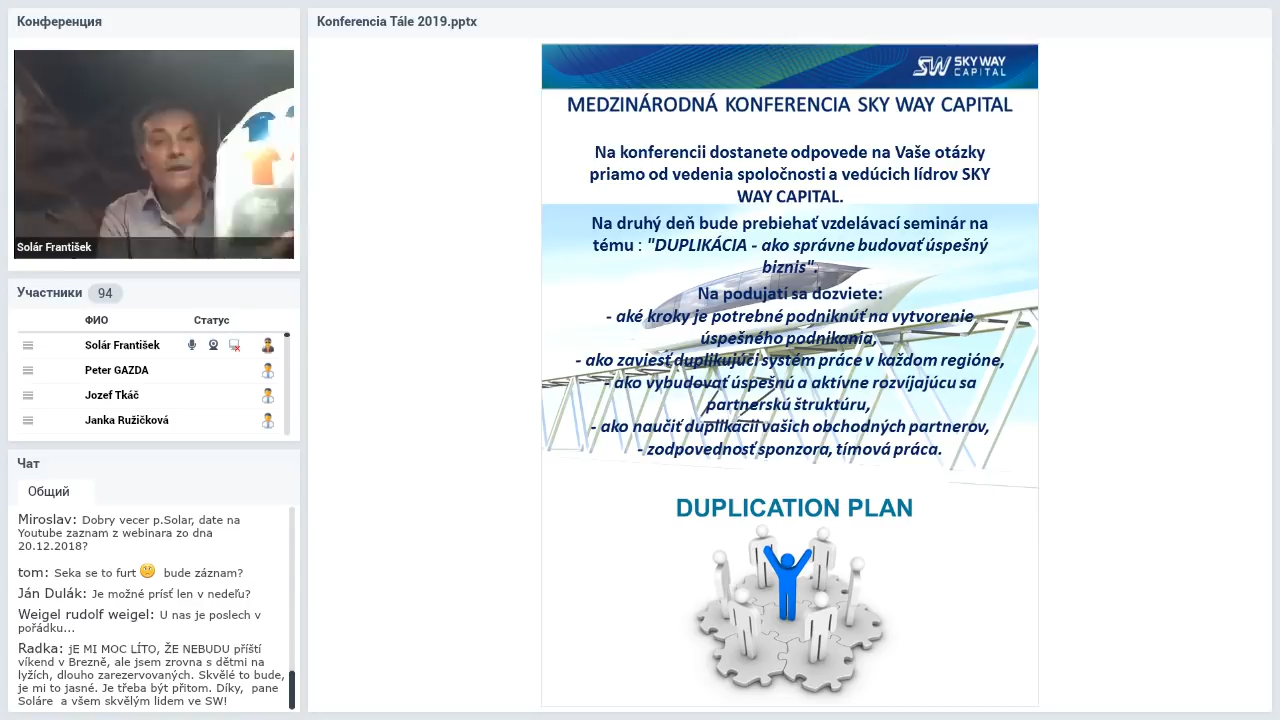 Конференция
Solár František
Участники 94
ФИО Статус
Solár František
Peter GAZDA
Jozef Tkáč
Janka Ružičková
Чат
Общий
Miroslav: Dobry vecer p.Solar, date na
Youtube zaznam z webinara zo dna
20.12.2018?
tom: Seka se to furt bude záznam?
Ján Dulák: Je možné prísť len v nedeľu?
Weigel rudolf weigel: U nas je poslech v
pořádku...
Radka: jE MI MOC LÍTO, ŽE NEBUDU příští
víkend v Brezně, ale jsem zrovna s dětmi na
lyžích, dlouho zarezervovaných. Skvělé to bude,
je mi to jasné. Je třeba být přitom. Díky, pane
Soláre a všem skvělým lidem ve SW!
Konferencia Tále 2019.pptx
SW SKY WAY
CAPITAL
MEDZINÁRODNÁ KONFERENCIA SKY WAY CAPITAL
Na konferencii dostanete odpovede na Vaše otázky
priamo od vedenia spoločnosti a vedúcich lídrov SKY
WAY CAPITAL.
Na druhý deň bude prebiehať vzdelávací seminár na
tému : "DUPLIKÁCIA - ako správne budovať úspešný
biznis".
Na podujatí sa dozviete:
- aké kroky je potrebné podniknúť na vytvorenie
úspešného podnikania,
- ako zaviesť duplikujúci systém práce v každom regióne,
- ako vybudovať úspešnú a aktívne rozvíjajúcu sa
partnerskú štruktúru,
- ako naučiť duplikácii vašich obchodných partnerov,
- zodpovednosť sponzora, tímová práca.
DUPLICATION PLAN